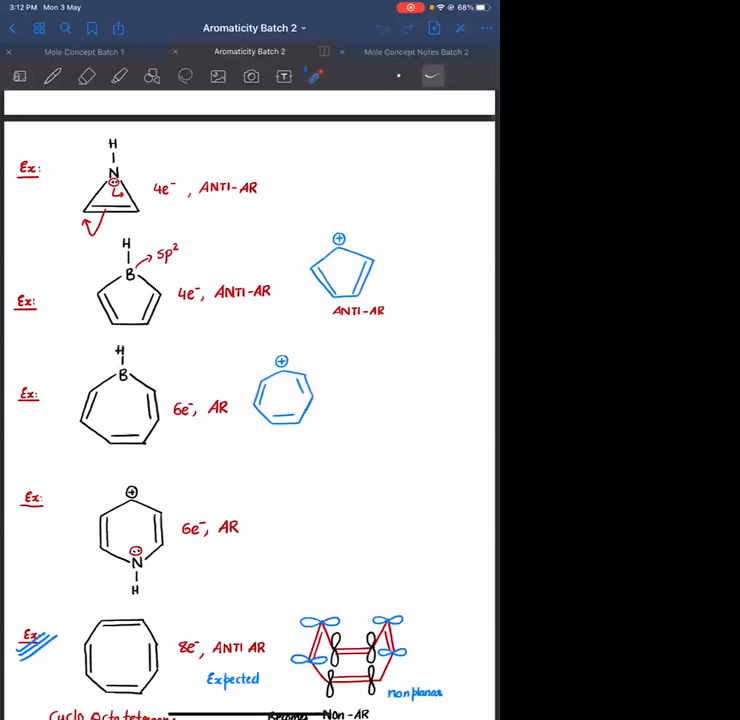 3:12 PM Mon 3 May
68%
Aromaticity Batch 2
Mole Concept Batch 1
Aromaticity Batch 2
Mole Concept Notes Batch 2
T
H
N
Ex:
4e⁻ , ANTI-AR
H
SP²
B
⊕
Ex:
4e⁻, ANTI-AR
ANTI-AR
H
B
⊕
Ex:
6e⁻, AR
⊕
Ex:
6e⁻, AR
N
H
Ex
8e⁻, ANTI AR
Expected
nonplanar
Becomes Non-AR